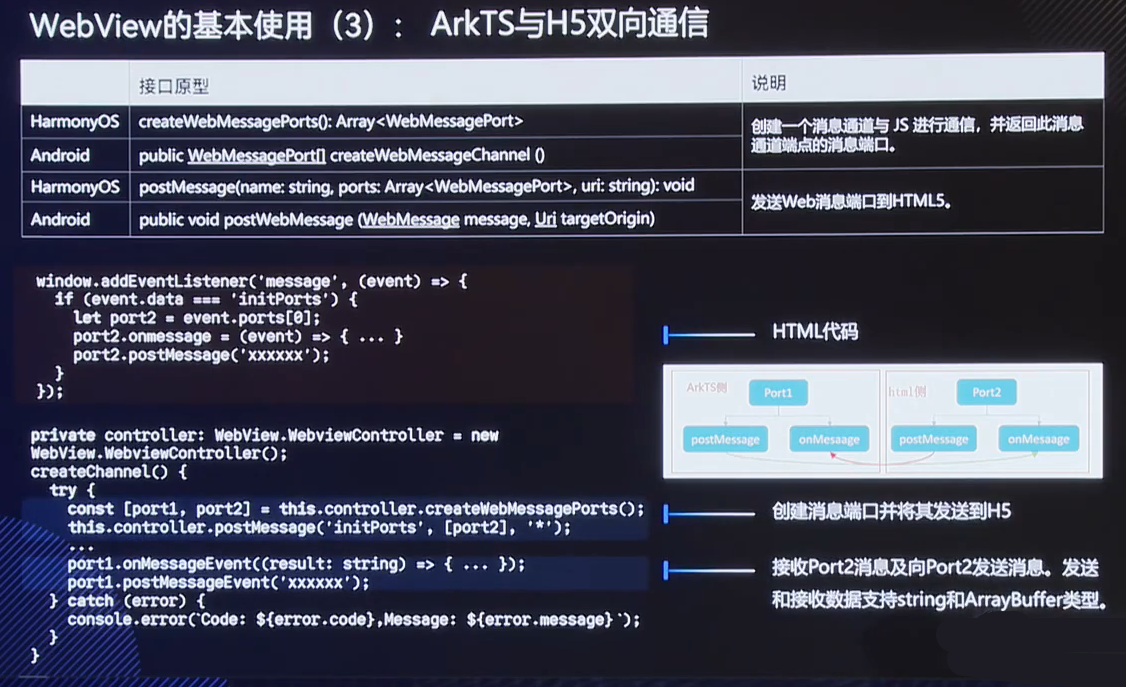 WebView的基本使用（3）： ArkTS与H5双向通信
接口原型
说明
HarmonyOS
createWebMessagePorts(): Array<WebMessagePort>
创建一个消息通道与 JS 进行通信，并返回此消息
通道端点的消息端口。
Android
public WebMessagePort[] createWebMessageChannel ()
HarmonyOS
postMessage(name: string, ports: Array<WebMessagePort>, uri: string): void
发送Web消息端口到HTML5。
Android
public void postWebMessage (WebMessage message, Uri targetOrigin)
window.addEventListener('message', (event) => {
if (event.data === 'initPorts') {
let port2 = event.ports[0];
port2.onmessage = (event) => { ... }
port2.postMessage('xxxxxx');
}
});
HTML代码
ArkTS侧
Port1
postMessage
onMesaage
html侧
Port2
postMessage
onMesaage
private controller: WebView.WebviewController = new
WebView.WebviewController();
createChannel() {
try {
const [port1, port2] = this.controller.createWebMessagePorts();
this.controller.postMessage('initPorts', [port2], '*');
...
port1.onMessageEvent((result: string) => { ... });
port1.postMessageEvent('xxxxxx');
} catch (error) {
console.error(`Code: ${error.code},Message: ${error.message}`);
}
}
创建消息端口并将其发送到H5
接收Port2消息及向Port2发送消息。发送
和接收数据支持string和ArrayBuffer类型。